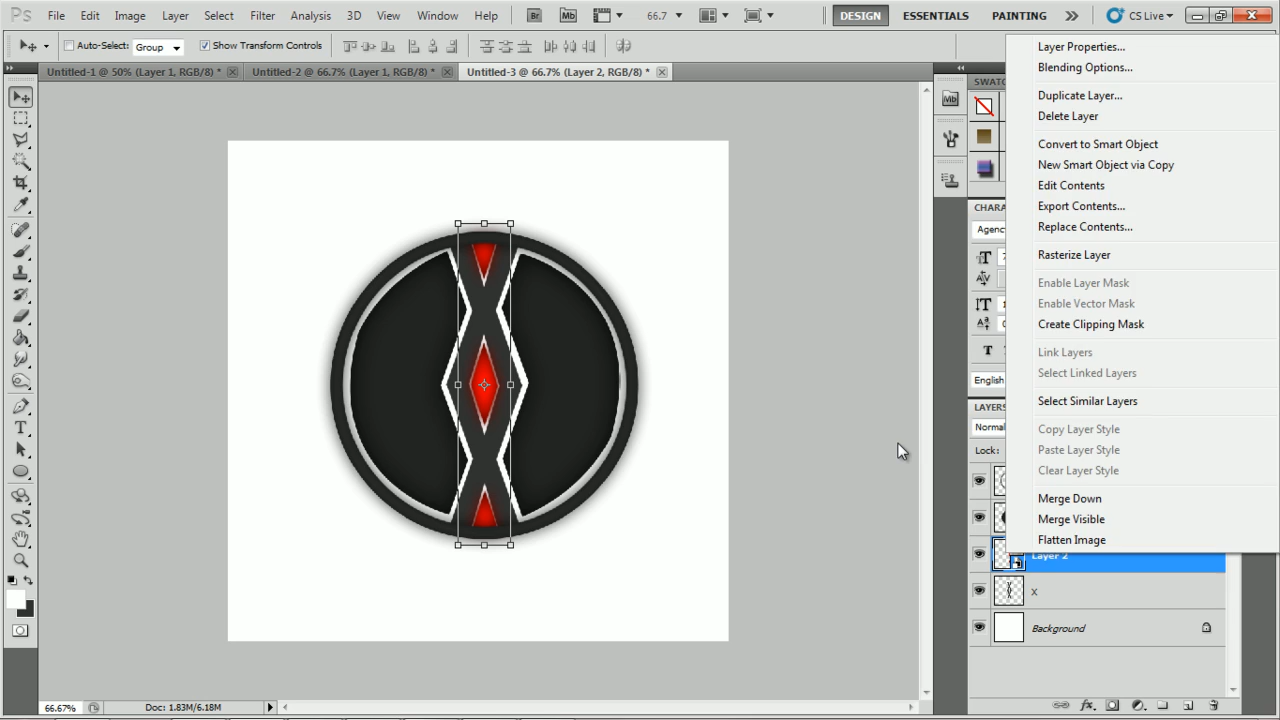 Ps File Edit Image Layer Select Filter Analysis 3D View Window Help Br Mb 66.7 DESIGN ESSENTIALS PAINTING CS Live
Auto-Select: Group Show Transform Controls
Untitled-1 @ 50% (Layer 1, RGB/8) * Untitled-2 @ 66.7% (Layer 1, RGB/8) * Untitled-3 @ 66.7% (Layer 2, RGB/8) *
SWATC
Mb
CHARA
Agenc
English
LAYERS
Norma
Lock:
Layer Properties...
Blending Options...
Duplicate Layer...
Delete Layer
Convert to Smart Object
New Smart Object via Copy
Edit Contents
Export Contents...
Replace Contents...
Rasterize Layer
Enable Layer Mask
Enable Vector Mask
Create Clipping Mask
Link Layers
Select Linked Layers
Select Similar Layers
Copy Layer Style
Paste Layer Style
Clear Layer Style
Merge Down
Merge Visible
Flatten Image
Layer 2
X
Background
66.67% Doc: 1.83M/6.18M